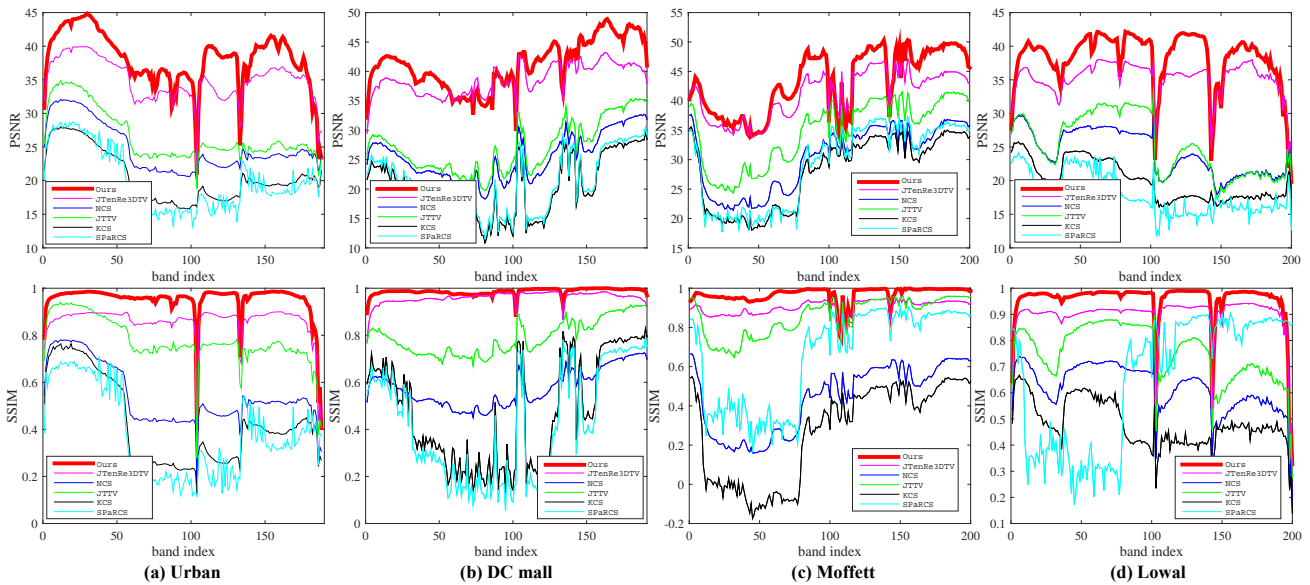 45
40
35
30
25
20
15
10
PSNR
0
50
100
150
band index
Ours
JTenRe3DTV
NCS
JTTV
KCS
SPaRCS
50
45
40
35
30
25
20
15
10
PSNR
0
50
100
150
band index
Ours
JTenRe3DTV
NCS
JTTV
KCS
SPaRCS
55
50
45
40
35
30
25
20
15
PSNR
0
50
100
150
200
band index
Ours
JTenRe3DTV
NCS
JTTV
KCS
SPaRCS
45
40
35
30
25
20
15
10
PSNR
0
50
100
150
200
band index
Ours
JTenRe3DTV
NCS
JTTV
KCS
SPaRCS
1
0.8
0.6
0.4
0.2
0
SSIM
0
50
100
150
band index
Ours
JTenRe3DTV
NCS
JTTV
KCS
SPaRCS
(a) Urban
1
0.8
0.6
0.4
0.2
0
SSIM
0
50
100
150
band index
Ours
JTenRe3DTV
NCS
JTTV
KCS
SPaRCS
(b) DC mall
1
0.8
0.6
0.4
0.2
0
-0.2
SSIM
0
50
100
150
200
band index
Ours
JTenRe3DTV
NCS
JTTV
KCS
SPaRCS
(c) Moffett
1
0.9
0.8
0.7
0.6
0.5
0.4
0.3
0.2
0.1
SSIM
0
50
100
150
200
band index
Ours
JTenRe3DTV
NCS
JTTV
KCS
SPaRCS
(d) Lowal